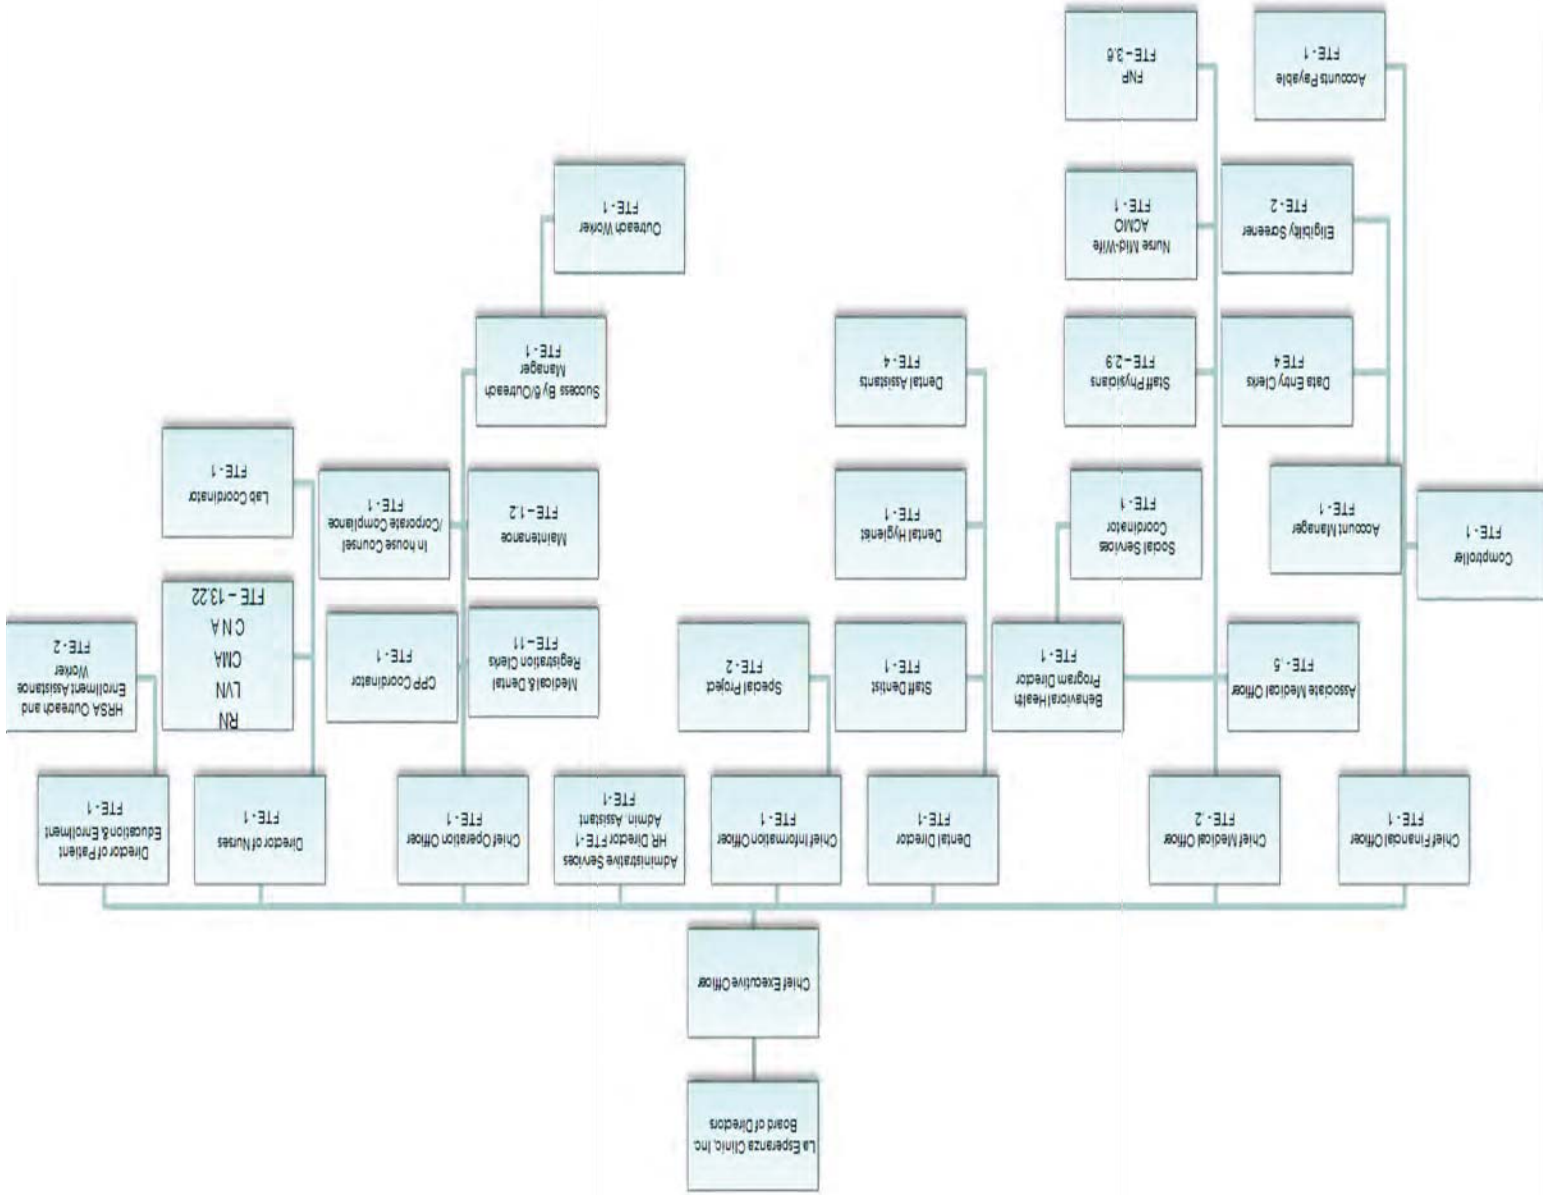 La Esperanza Clinic, Inc.
Board of Directors
Chief Executive Officer
Chief Financial Officer
FTE - 1
Chief Medical Officer
FTE - .2
Dental Director
FTE-1
Chief Information Officer
FTE - 1
Administrative Services
HR Director FTE-1
Admin. Assistant
FTE-1
Chief Operation Officer
FTE - 1
Director of Nurses
FTE - 1
Director of Patient
Education & Enrollment
FTE - 1
Associate Medical Officer
FTE - .5
Behavioral Health
Program Director
FTE - 1
Staff Dentist
FTE - 1
Special Project
FTE - 2
Medical & Dental
Registration Clerks
FTE –11
CPP Coordinator
FTE - 1
RN
LVN
CMA
C N A
FTE – 13.22
HRSA Outreach and
Enrollment Assistance
Worker
FTE - 2
Comptroller
FTE - 1
Account Manager
FTE - 1
Social Services
Coordinator
FTE - 1
Dental Hygienist
FTE - 1
Maintenance
FTE –1.2
In house Counsel
/Corporate Compliance
FTE - 1
Lab Coordinator
FTE - 1
Data Entry Clerks
FTE 4
Staff Physicians
FTE –2.9
Dental Assistants
FTE - 4
Success By 6/Outreach
Manager
FTE - 1
Eligibility Screener
FTE - 2
Nurse Mid-Wife
ACMO
FTE - 1
Outreach Worker
FTE - 1
Accounts Payable
FTE - 1
FNP
FTE – 3.6